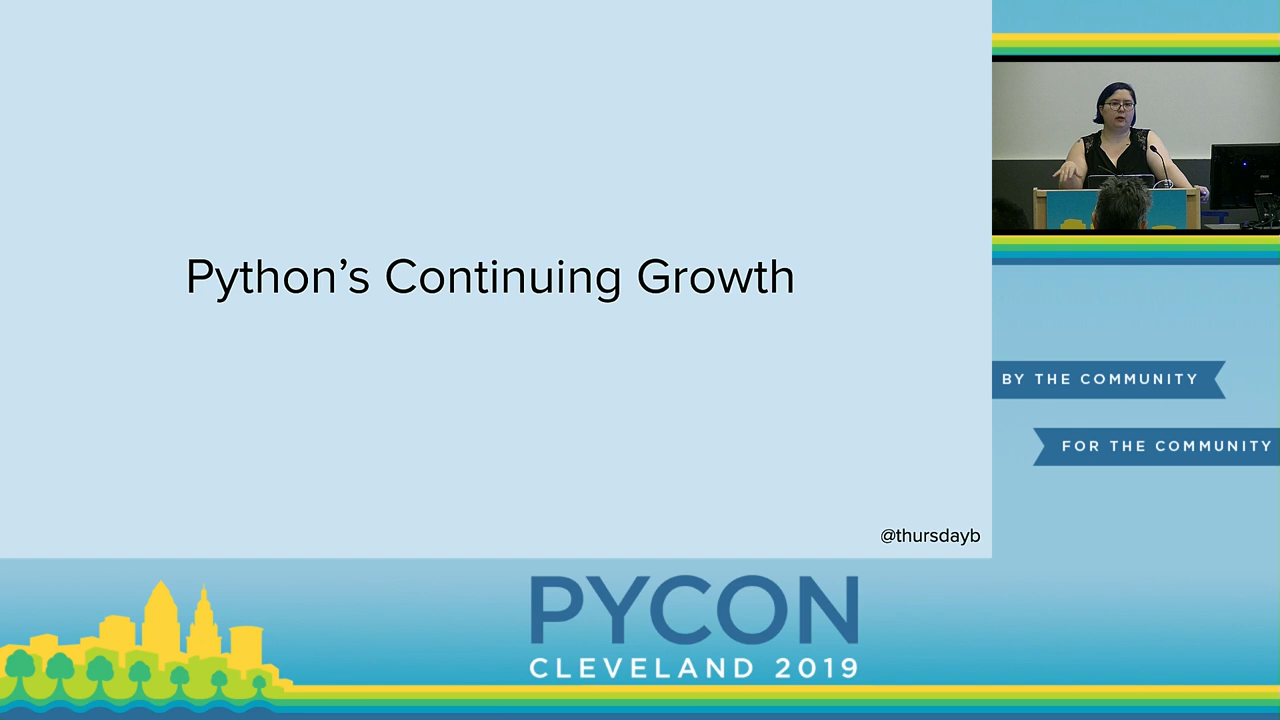 Python’s Continuing Growth
@thursdayb
BY THE COMMUNITY
FOR THE COMMUNITY
PYCON
CLEVELAND 2019